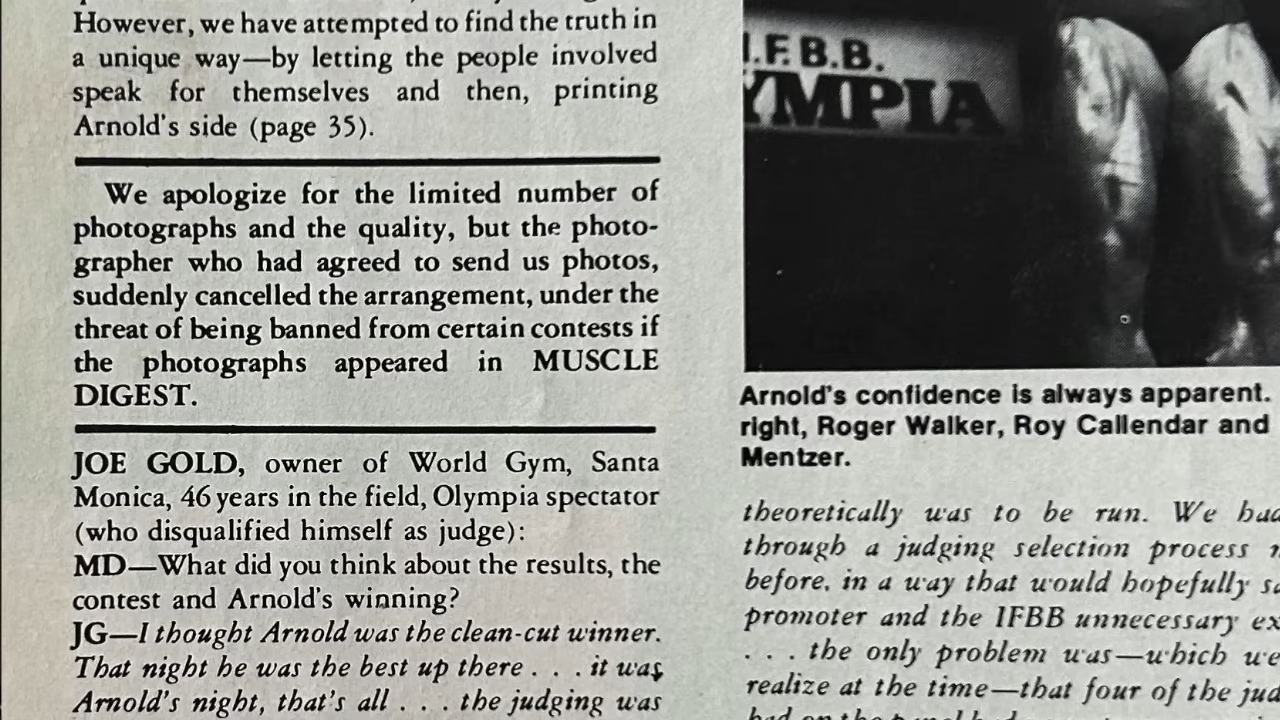 However, we have attempted to find the truth in
a unique way—by letting the people involved
speak for themselves and then, printing
Arnold's side (page 35).
We apologize for the limited number of
photographs and the quality, but the photo-
grapher who had agreed to send us photos,
suddenly cancelled the arrangement, under the
threat of being banned from certain contests if
the photographs appeared in MUSCLE
DIGEST.
JOE GOLD, owner of World Gym, Santa
Monica, 46 years in the field, Olympia spectator
(who disqualified himself as judge):
MD—What did you think about the results, the
contest and Arnold's winning?
JG—I thought Arnold was the clean-cut winner.
That night he was the best up there . . . it was
Arnold's night, that's all . . . the judging was
I.F.B.B.
YMPIA
Arnold's confidence is always apparent.
right, Roger Walker, Roy Callendar and
Mentzer.
theoretically was to be run. We had
through a judging selection process
before, in a way that would hopefully
promoter and the IFBB unnecessary
. . . the only problem was—which we
realize at the time—that four of the